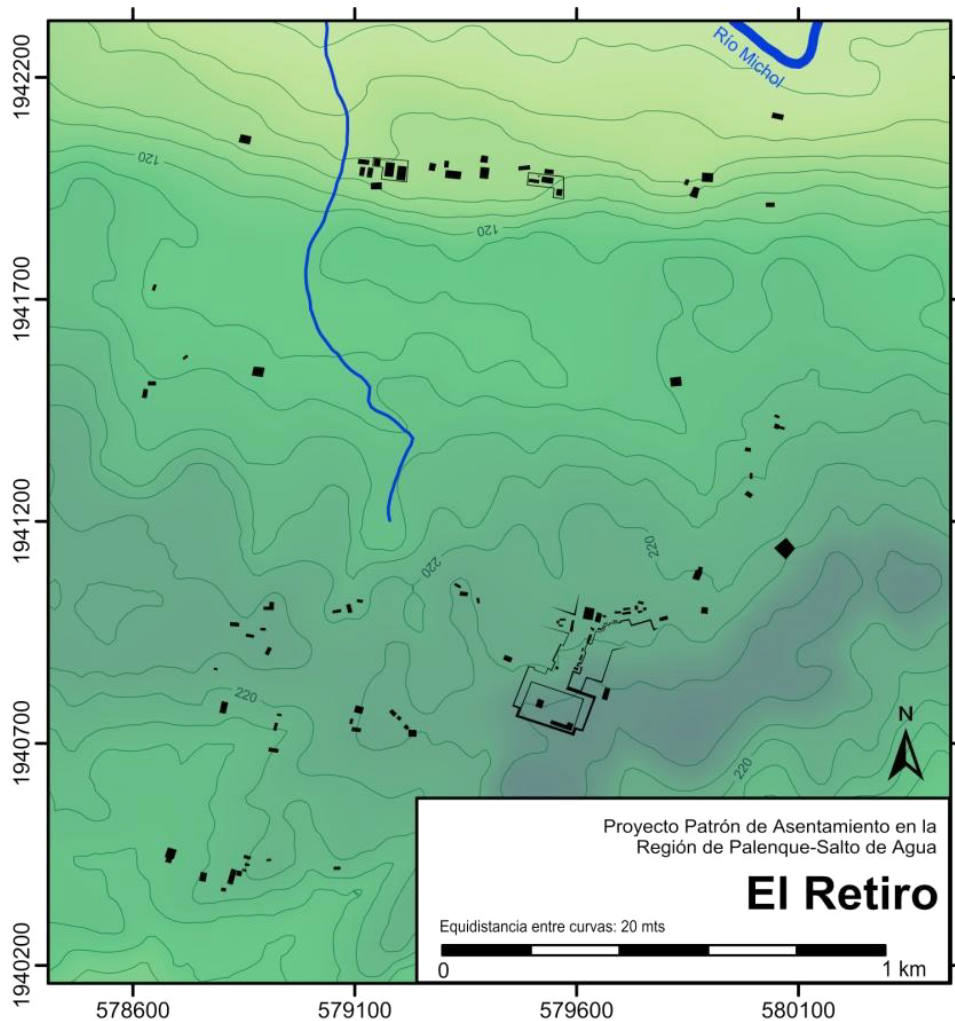 Río Michol
1942200
120
120
1941700
1941200
220
220
220
1940700
220
N
1940200
Proyecto Patrón de Asentamiento en la
Región de Palenque-Salto de Agua
El Retiro
Equidistancia entre curvas: 20 mts
0
1 km
578600
579100
579600
580100